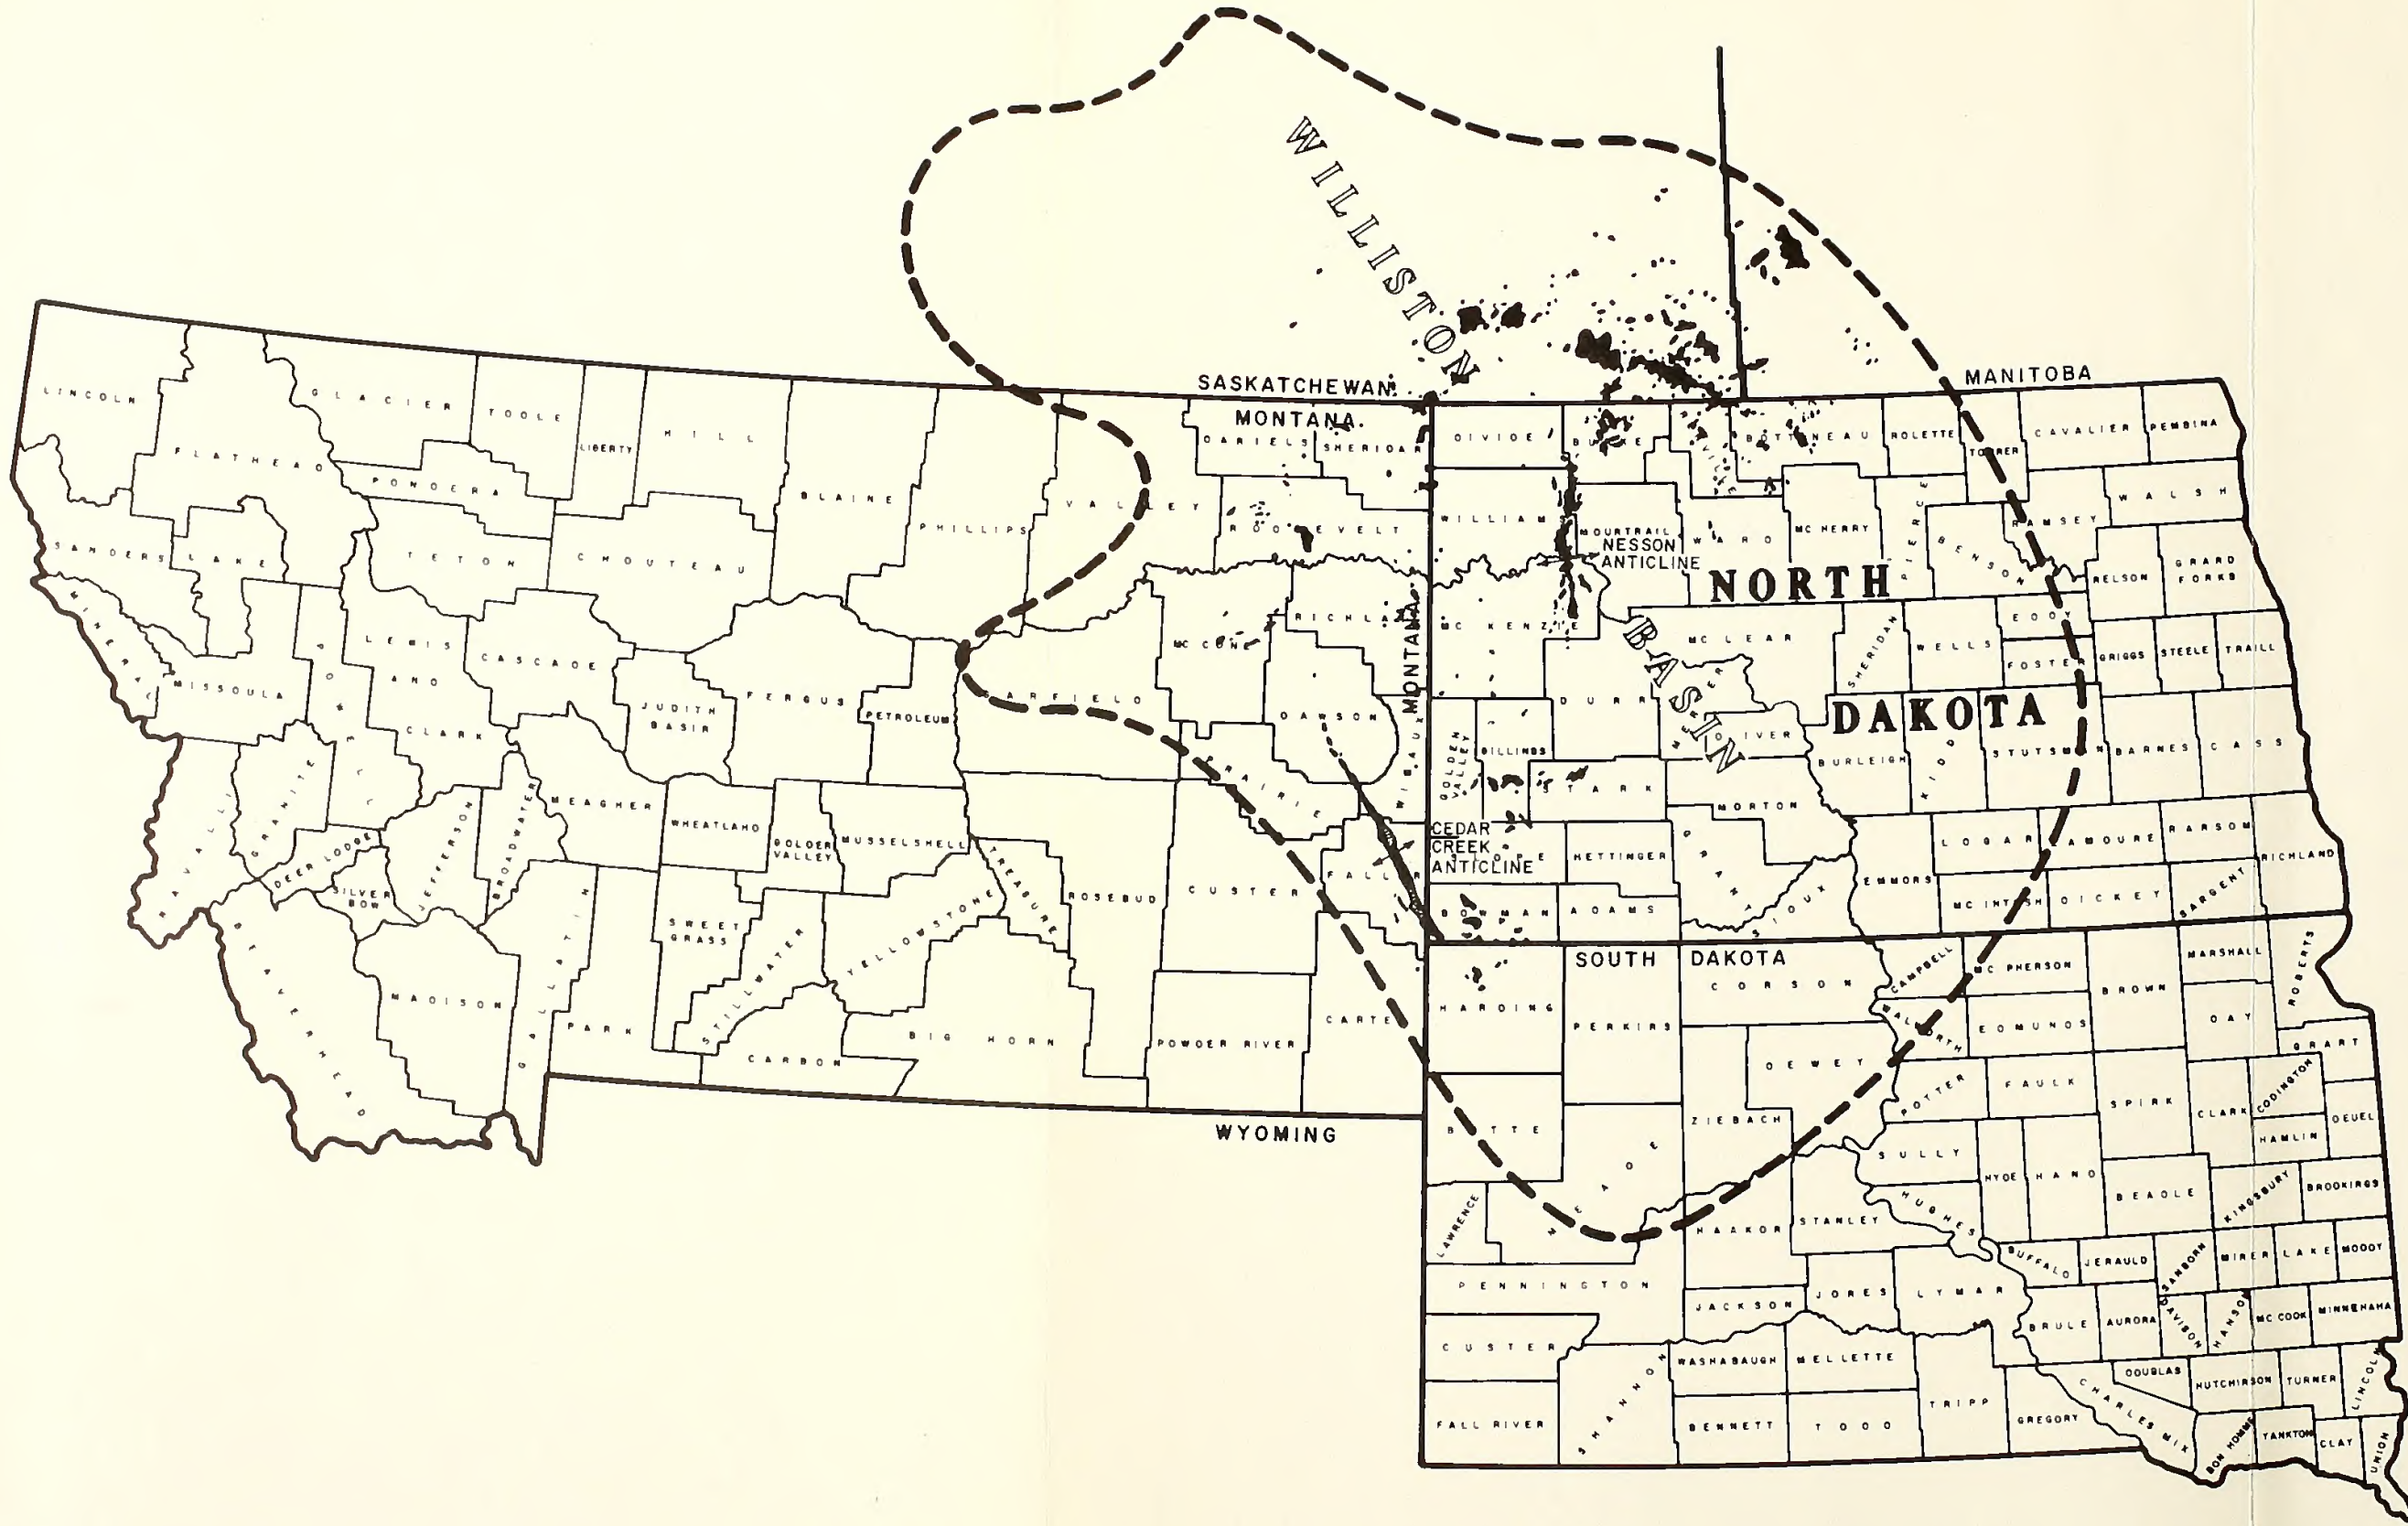 WILLISTON
BASIN
SASKATCHEWAN
MANITOBA
MONTANA
LINCOLN
FLATHEAD
GLACIER
TOOLE
LIBERTY
HILL
BLAINE
PHILLIPS
VALLEY
DANIELS
SHERIDAN
ROOSEVELT
PONDERA
TETON
CHOUTEAU
SANDERS
LAKE
MINERAL
MISSOULA
POWELL
LEWIS
AND
CLARK
CASCADE
JUDITH
BASIN
FERGUS
PETROLEUM
GARFIELD
MC CONE
RICHLAND
DAWSON
PRAIRIE
WIBAUX
MONTANA
RAVALLI
GRANITE
DEER LODGE
SILVER
BOW
JEFFERSON
BROADWATER
MEAGHER
WHEATLAND
GOLDEN
VALLEY
MUSSELSHELL
TREASURE
ROSEBUD
CUSTER
FALLON
BEAVERHEAD
MADISON
GALLATIN
PARK
SWEET
GRASS
STILLWATER
YELLOWSTONE
CARBON
BIG HORN
POWDER RIVER
CARTER
WYOMING
NORTH
DAKOTA
DIVIDE
BURKE
BOTTINEAU
ROLETTE
TOWNER
CAVALIER
PEMBINA
WILLIAMS
MOUNTRAIL
NESSON
ANTICLINE
WARD
MC HENRY
PIERCE
BENSON
RAMSEY
WALSH
NELSON
GRAND
FORKS
MC KENZIE
MC LEAN
SHERIDAN
WELLS
EDDY
FOSTER
GRIGGS
STEELE
TRAILL
DUNN
MERCER
OLIVER
GOLDEN
VALLEY
BILLINGS
STARK
MORTON
BURLEIGH
KIDDER
STUTSMAN
BARNES
CASS
CEDAR
CREEK
ANTICLINE
SLOPE
HETTINGER
GRANT
SIOUX
EMMONS
LOGAN
LAMOURE
RANSOM
RICHLAND
BOWMAN
ADAMS
MC INTOSH
DICKEY
SARGENT
SOUTH DAKOTA
HARDING
PERKINS
CORSON
CAMPBELL
MC PHERSON
BROWN
MARSHALL
ROBERTS
WALWORTH
EDMUNDS
DAY
GRANT
BUTTE
MEADE
ZIEBACH
DEWEY
POTTER
FAULK
SPINK
CLARK
CODINGTON
HAMLIN
DEUEL
LAWRENCE
HAAKON
STANLEY
SULLY
HUGHES
HYDE
HAND
BEADLE
KINGSBURY
BROOKINGS
PENNINGTON
JACKSON
JONES
LYMAN
BUFFALO
JERAULD
SANBORN
MINER
LAKE
MOODY
CUSTER
SHANNON
WASHABAUGH
MELLETTE
TRIPP
BRULE
AURORA
DAVISON
HANSON
MC COOK
MINNEHAHA
FALL RIVER
BENNETT
TODD
GREGORY
CHARLES MIX
DOUGLAS
HUTCHINSON
TURNER
LINCOLN
BON HOMME
YANKTON
CLAY
UNION